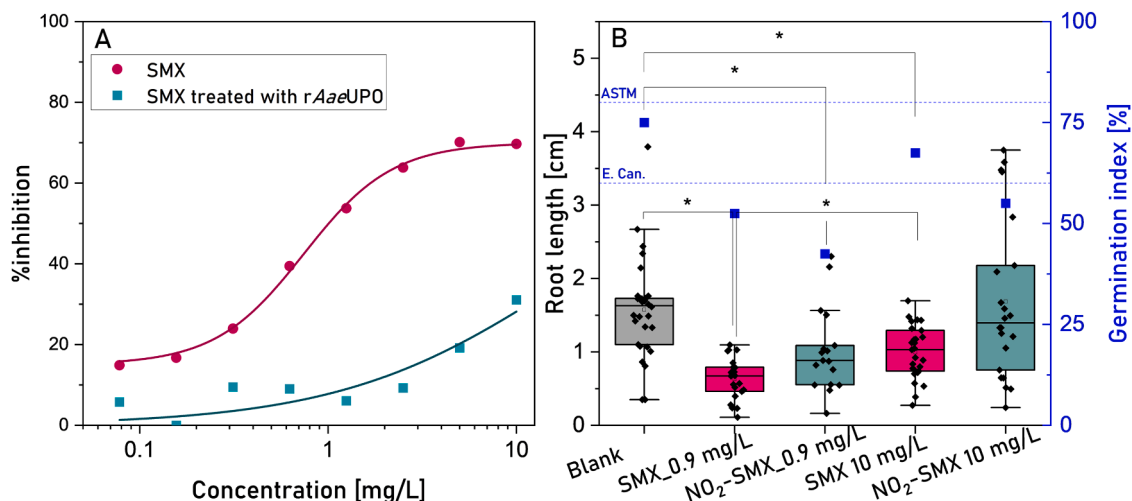 A
SMX
SMX treated with rAaeUPO
100
80
60
40
20
0
%inhibition
0.1
1
10
Concentration [mg/L]
B
*
*
*
*
ASTM
E. Can.
5
4
3
2
1
0
Root length [cm]
100
75
50
25
0
Germination index [%]
Blank
SMX_0.9 mg/L
NO₂-SMX_0.9 mg/L
SMX 10 mg/L
NO₂-SMX 10 mg/L